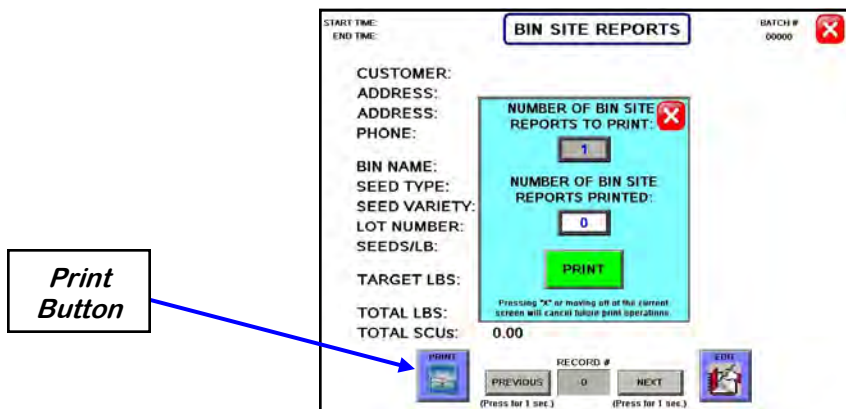 START TIME:
END TIME:
BIN SITE REPORTS
BATCH #
00000
CUSTOMER:
ADDRESS:
ADDRESS:
PHONE:
BIN NAME:
SEED TYPE:
SEED VARIETY:
LOT NUMBER:
SEEDS/LB:
TARGET LBS:
TOTAL LBS:
TOTAL SCUs: 0.00
NUMBER OF BIN SITE
REPORTS TO PRINT:
1
NUMBER OF BIN SITE
REPORTS PRINTED:
0
PRINT
Pressing "X" or moving off of the current
screen will cancel future print operations.
Print
Button
PRINT
RECORD #
PREVIOUS 0 NEXT
(Press for 1 sec.) (Press for 1 sec.)
EDIT